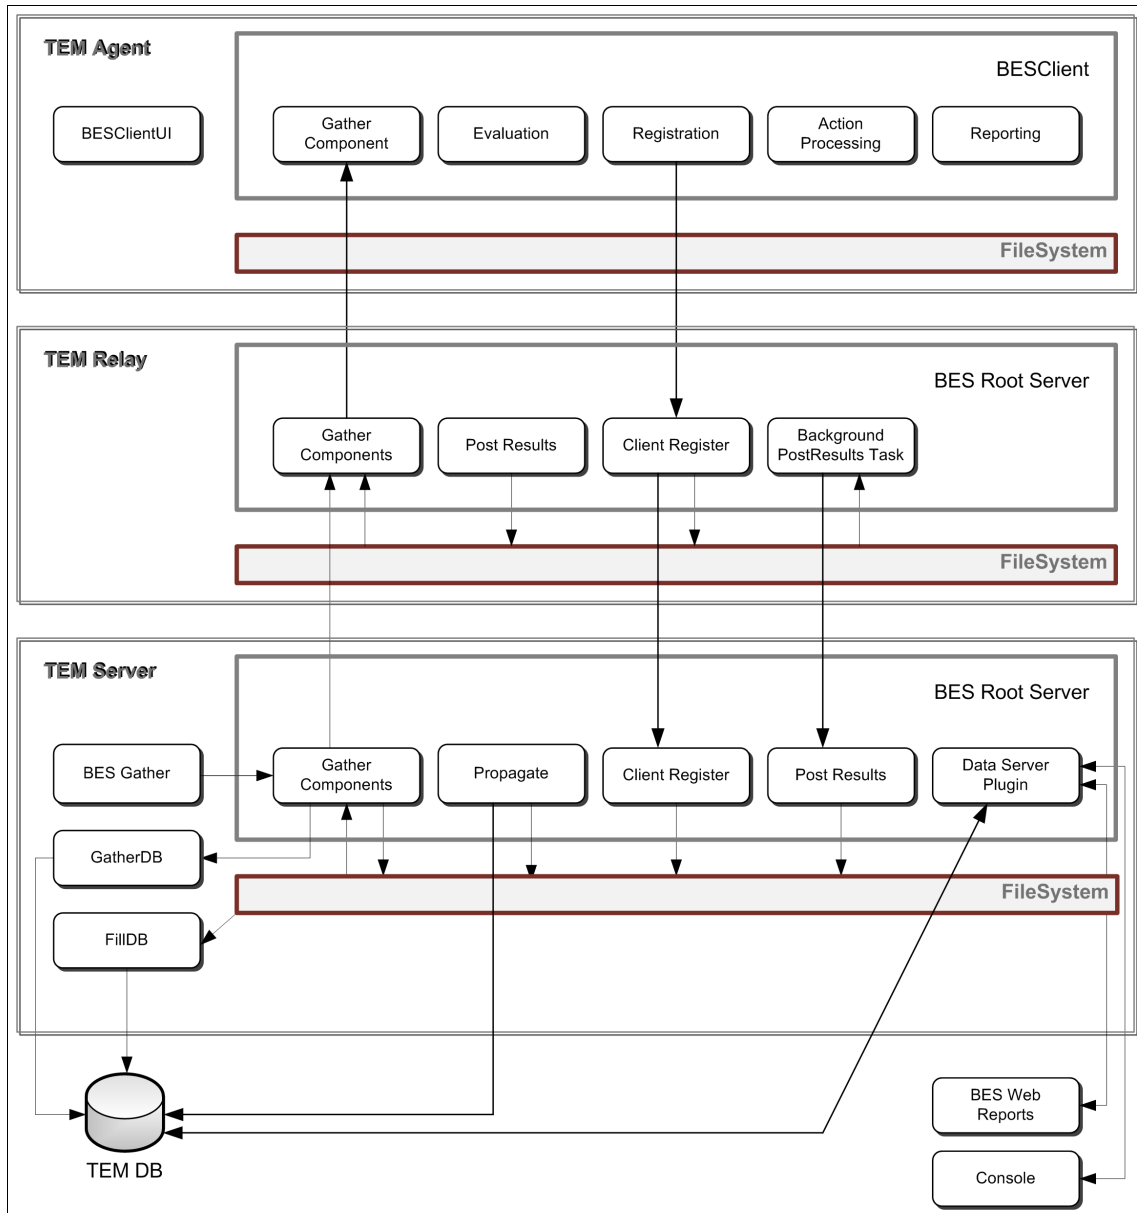 TEM Agent
BESClient
BESClientUI
Gather
Component
Evaluation
Registration
Action
Processing
Reporting
FileSystem
TEM Relay
BES Root Server
Gather
Components
Post Results
Client Register
Background
PostResults Task
FileSystem
TEM Server
BES Root Server
BES Gather
Gather
Components
Propagate
Client Register
Post Results
Data Server
Plugin
GatherDB
FileSystem
FillDB
TEM DB
BES Web
Reports
Console